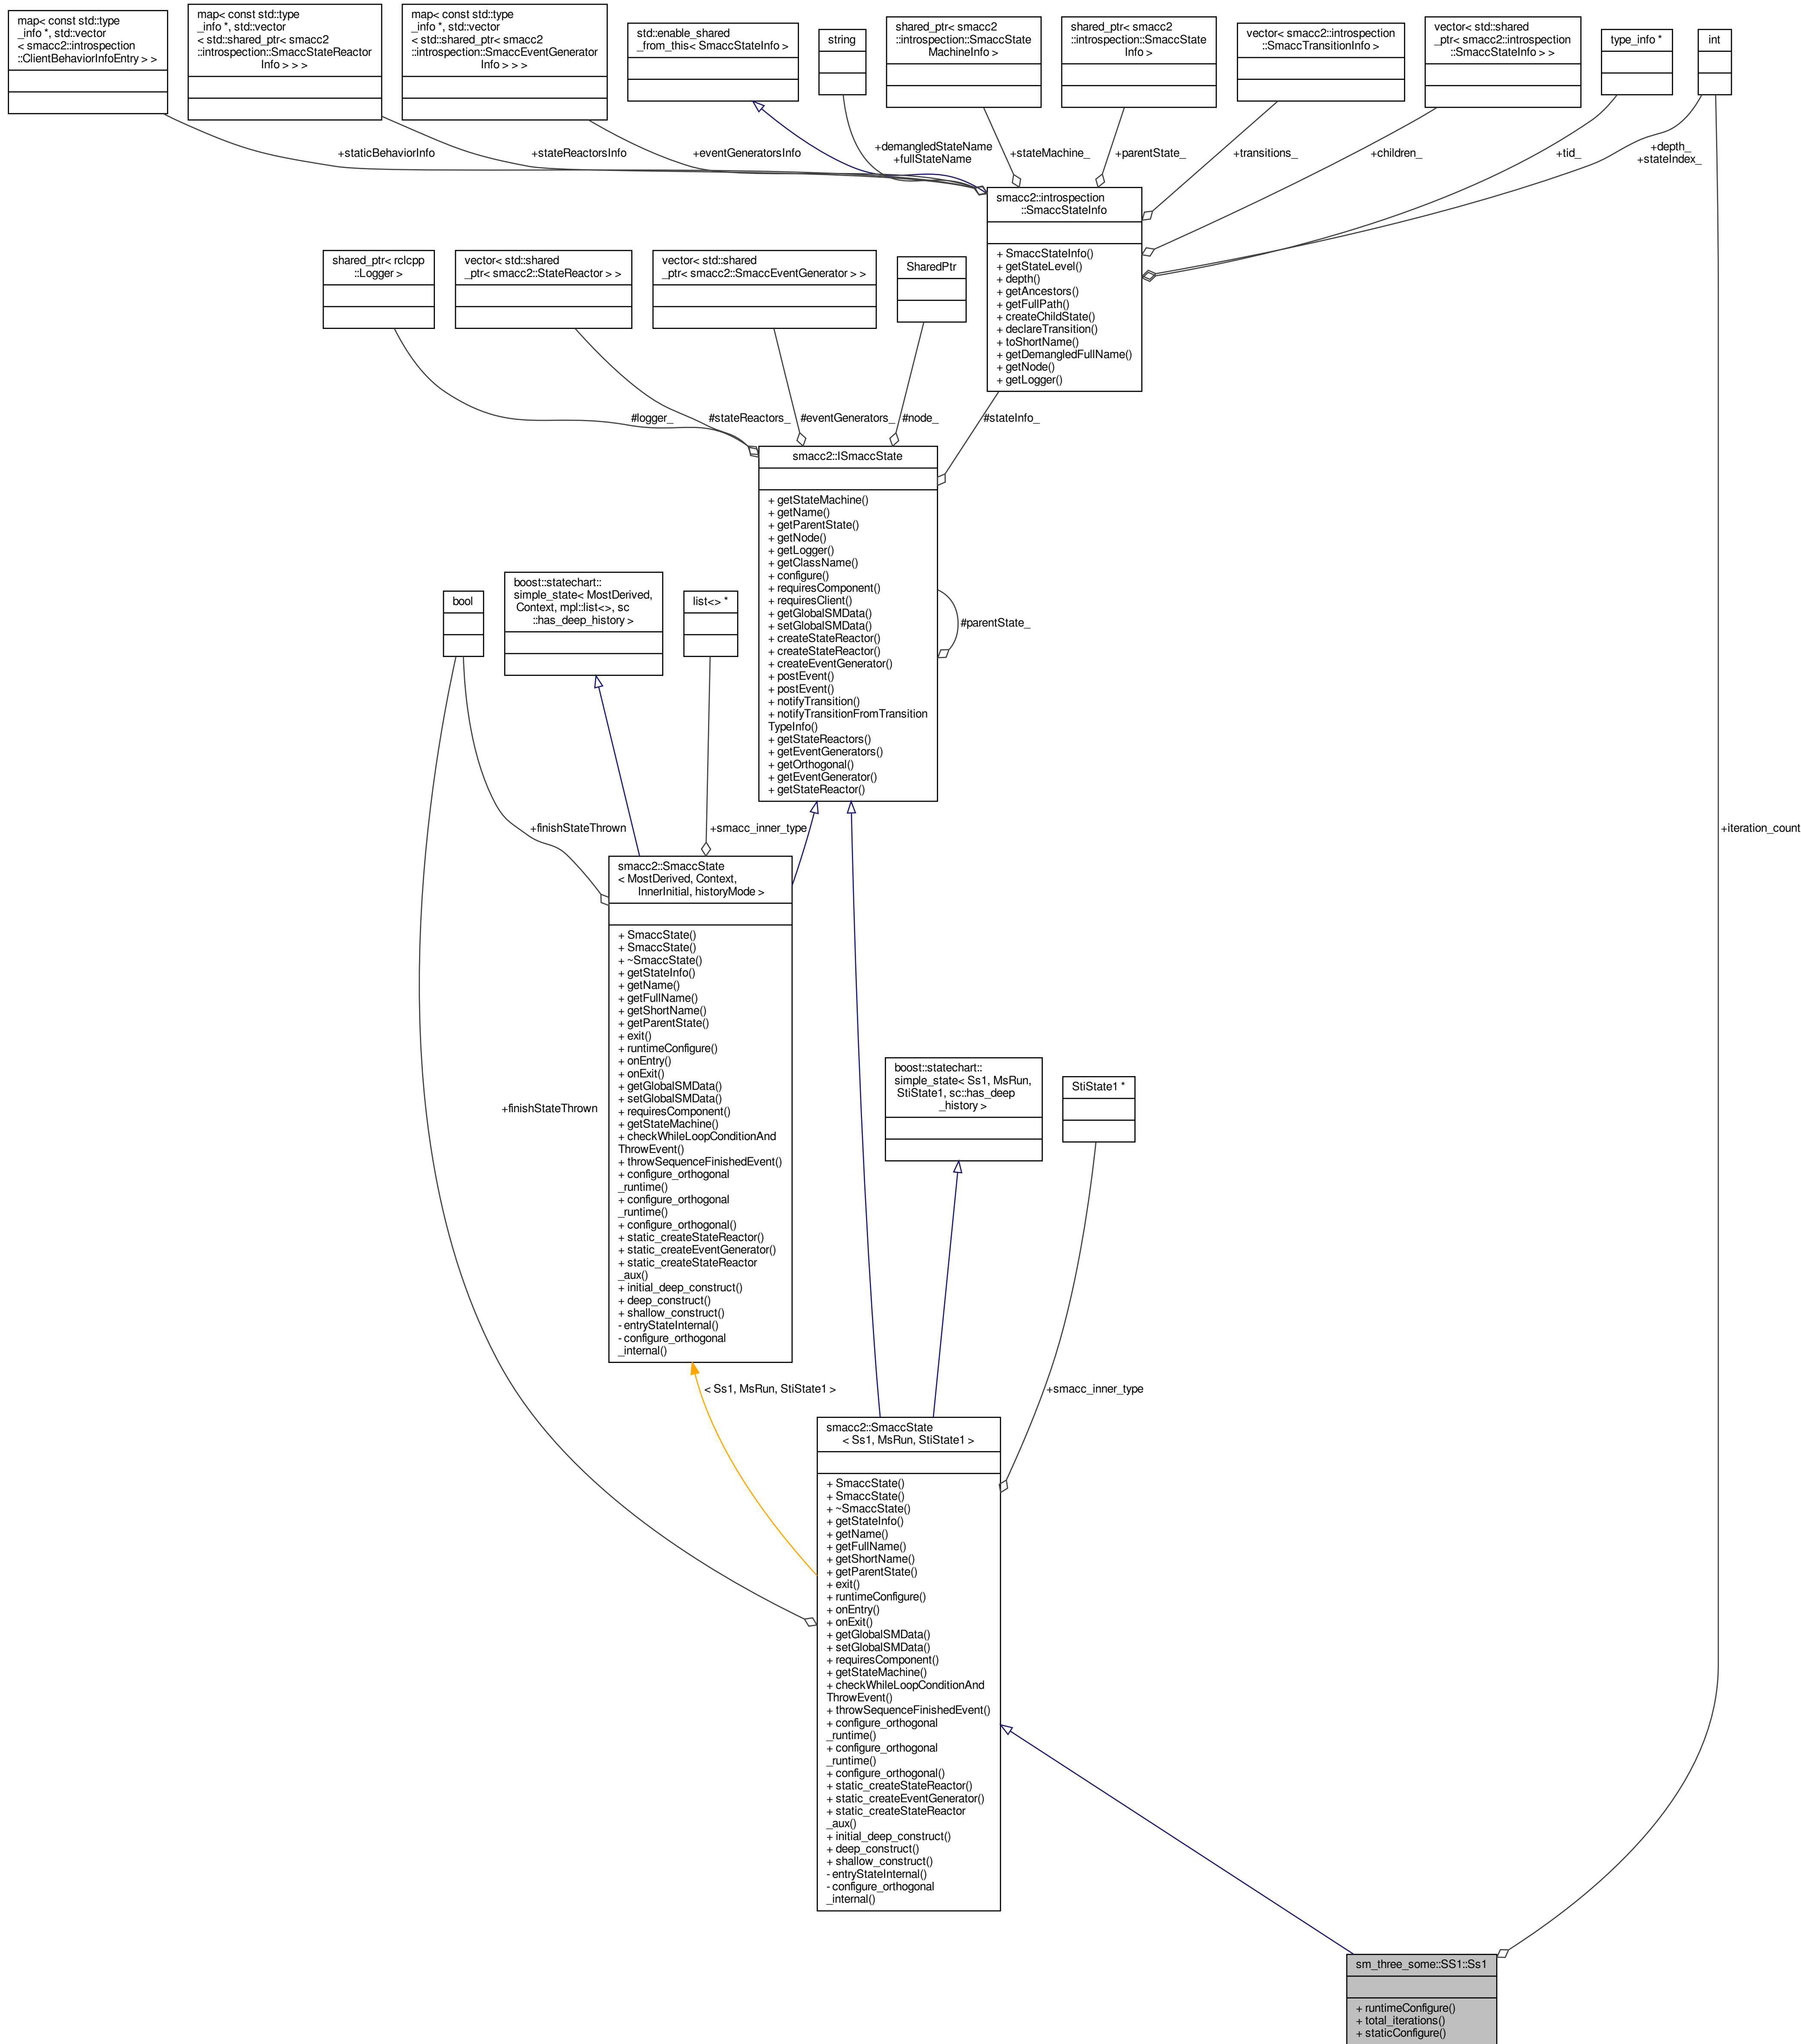 map< const std::type
_info *, std::vector
< smacc2::introspection
::ClientBehaviorInfoEntry > >
map< const std::type
_info *, std::vector
< std::shared_ptr< smacc2
::introspection::SmaccStateReactor
Info > > >
map< const std::type
_info *, std::vector
< std::shared_ptr< smacc2
::introspection::SmaccEventGenerator
Info > > >
std::enable_shared
_from_this< SmaccStateInfo >
string
shared_ptr< smacc2
::introspection::SmaccState
MachineInfo >
shared_ptr< smacc2
::introspection::SmaccState
Info >
vector< smacc2::introspection
::SmaccTransitionInfo >
vector< std::shared
_ptr< smacc2::introspection
::SmaccStateInfo > >
type_info *
int
+staticBehaviorInfo
+stateReactorsInfo
+eventGeneratorsInfo
+demangledStateName
+fullStateName
+stateMachine_
+parentState_
+transitions_
+children_
+tid_
+depth_
+stateIndex_
smacc2::introspection
::SmaccStateInfo
+ SmaccStateInfo()
+ getStateLevel()
+ depth()
+ getAncestors()
+ getFullPath()
+ createChildState()
+ declareTransition()
+ toShortName()
+ getDemangledFullName()
+ getNode()
+ getLogger()
shared_ptr< rclcpp
::Logger >
vector< std::shared
_ptr< smacc2::StateReactor > >
vector< std::shared
_ptr< smacc2::SmaccEventGenerator > >
SharedPtr
#logger_
#stateReactors_
#eventGenerators_
#node_
#stateInfo_
smacc2::ISmaccState
+ getStateMachine()
+ getName()
+ getParentState()
+ getNode()
+ getLogger()
+ getClassName()
+ configure()
+ requiresComponent()
+ requiresClient()
+ getGlobalSMData()
+ setGlobalSMData()
+ createStateReactor()
+ createStateReactor()
+ createEventGenerator()
+ postEvent()
+ postEvent()
+ notifyTransition()
+ notifyTransitionFromTransition
TypeInfo()
+ getStateReactors()
+ getEventGenerators()
+ getOrthogonal()
+ getEventGenerator()
+ getStateReactor()
#parentState_
bool
boost::statechart::
simple_state< MostDerived,
Context, mpl::list<>, sc
::has_deep_history >
list<> *
+finishStateThrown
+smacc_inner_type
+iteration_count
smacc2::SmaccState
< MostDerived, Context,
InnerInitial, historyMode >
+ SmaccState()
+ SmaccState()
+ ~SmaccState()
+ getStateInfo()
+ getName()
+ getFullName()
+ getShortName()
+ getParentState()
+ exit()
+ runtimeConfigure()
+ onEntry()
+ onExit()
+ getGlobalSMData()
+ setGlobalSMData()
+ requiresComponent()
+ getStateMachine()
+ checkWhileLoopConditionAnd
ThrowEvent()
+ throwSequenceFinishedEvent()
+ configure_orthogonal
_runtime()
+ configure_orthogonal
_runtime()
+ configure_orthogonal()
+ static_createStateReactor()
+ static_createEventGenerator()
+ static_createStateReactor
_aux()
+ initial_deep_construct()
+ deep_construct()
+ shallow_construct()
- entryStateInternal()
- configure_orthogonal
_internal()
+finishStateThrown
boost::statechart::
simple_state< Ss1, MsRun,
StiState1, sc::has_deep
_history >
StiState1 *
< Ss1, MsRun, StiState1 >
+smacc_inner_type
smacc2::SmaccState
< Ss1, MsRun, StiState1 >
+ SmaccState()
+ SmaccState()
+ ~SmaccState()
+ getStateInfo()
+ getName()
+ getFullName()
+ getShortName()
+ getParentState()
+ exit()
+ runtimeConfigure()
+ onEntry()
+ onExit()
+ getGlobalSMData()
+ setGlobalSMData()
+ requiresComponent()
+ getStateMachine()
+ checkWhileLoopConditionAnd
ThrowEvent()
+ throwSequenceFinishedEvent()
+ configure_orthogonal
_runtime()
+ configure_orthogonal
_runtime()
+ configure_orthogonal()
+ static_createStateReactor()
+ static_createEventGenerator()
+ static_createStateReactor
_aux()
+ initial_deep_construct()
+ deep_construct()
+ shallow_construct()
- entryStateInternal()
- configure_orthogonal
_internal()
sm_three_some::SS1::Ss1
+ runtimeConfigure()
+ total_iterations()
+ staticConfigure()